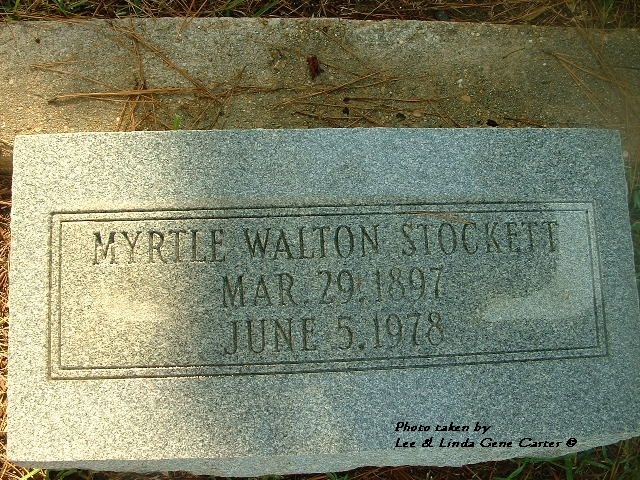 MYRTLE WALTON STOCKETT
MAR. 29, 1897
JUNE 5, 1978
Photo taken by
Lee & Linda Gene Carter ©